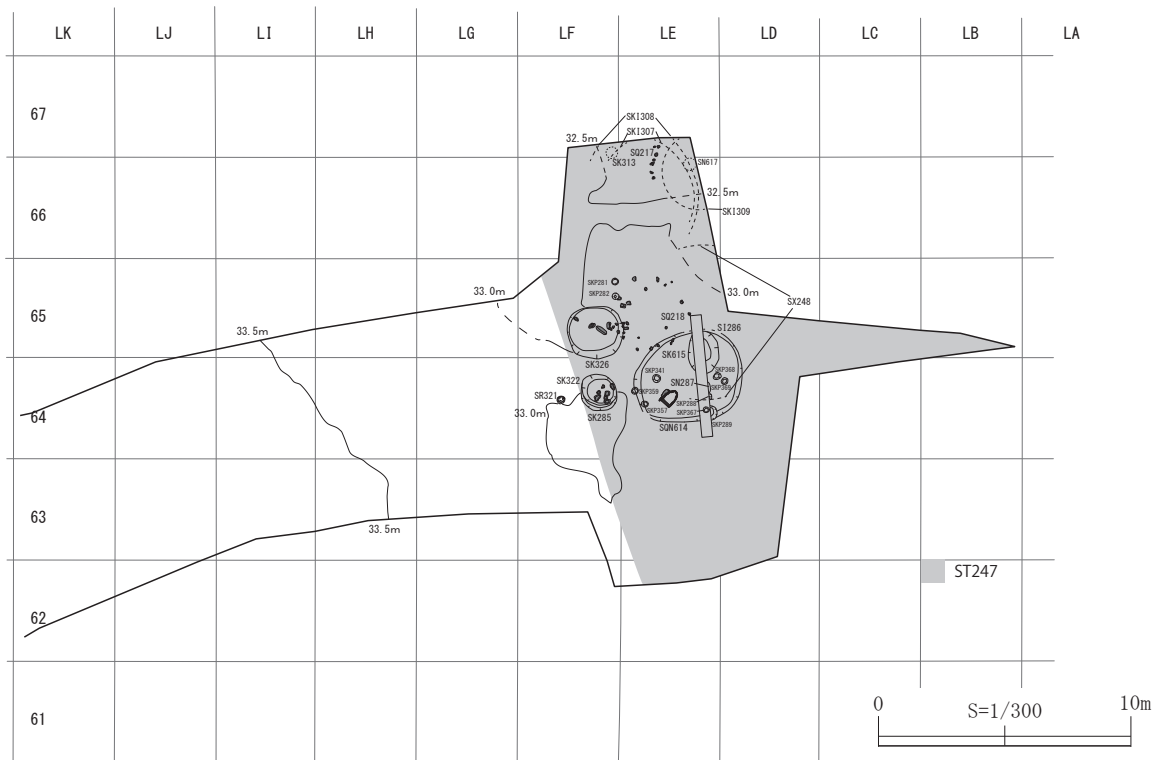 LK LJ LI LH LG LF LE LD LC LB LA
67
SKI308
SKI307
32.5m
SQ217
SK313
SN617
32.5m
66
SKI309
SKP281
33.0m
SKP282
33.0m
SX248
65
SQ218
33.5m
SI286
SK615
SK326
SKP341
SKP368
SK322
SN287
SKP369
SKP358
SR321
SKP288
SKP357
SKP367
33.0m
64
SK285
SKP289
SQN614
63
33.5m
ST247
62
61
0 S=1/300 10m